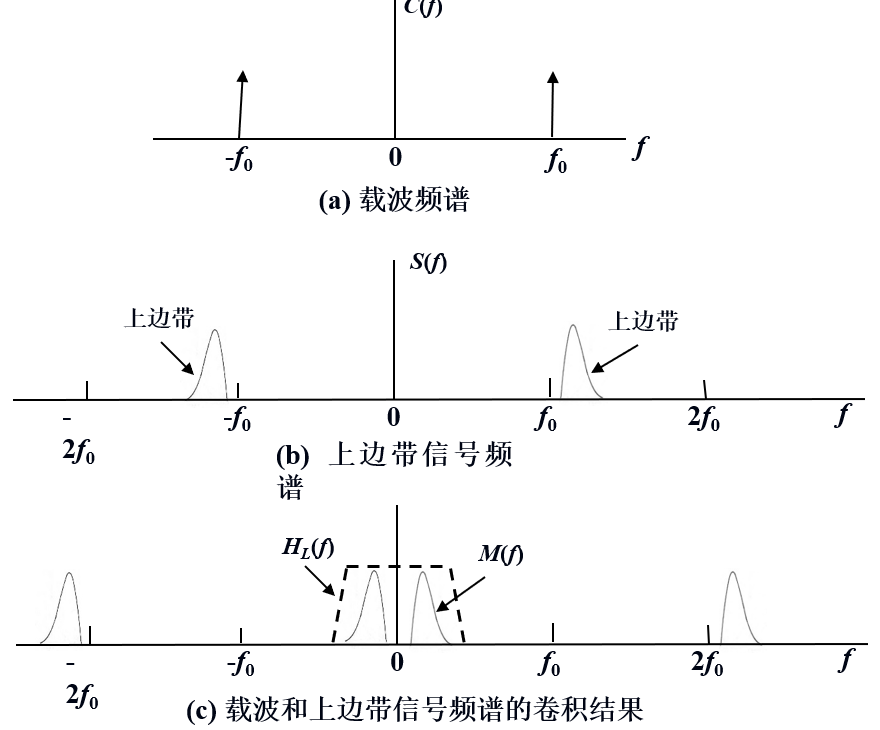 C(f)
-f0 0 f0 f
(a) 载波频谱
S(f)
上边带 上边带
- -f0 0 f0 2f0 f
2f0
(b) 上边带信号频
谱
HL(f) M(f)
- -f0 0 f0 2f0 f
2f0
(c) 载波和上边带信号频谱的卷积结果